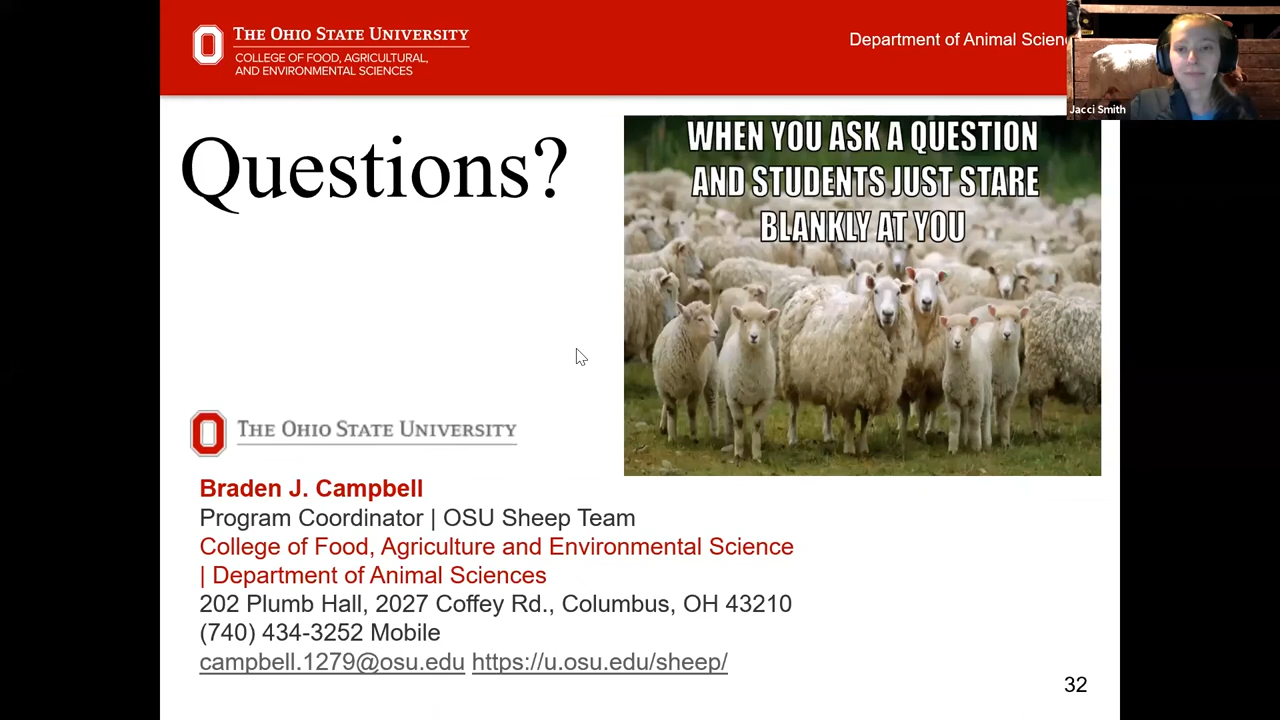 THE OHIO STATE UNIVERSITY
COLLEGE OF FOOD, AGRICULTURAL,
AND ENVIRONMENTAL SCIENCES
Department of Animal
Jacci Smith
Questions?
WHEN YOU ASK A QUESTION
AND STUDENTS JUST STARE
BLANKLY AT YOU
THE OHIO STATE UNIVERSITY
Braden J. Campbell
Program Coordinator | OSU Sheep Team
College of Food, Agriculture and Environmental Science
| Department of Animal Sciences
202 Plumb Hall, 2027 Coffey Rd., Columbus, OH 43210
(740) 434-3252 Mobile
campbell.1279@osu.edu https://u.osu.edu/sheep/
32